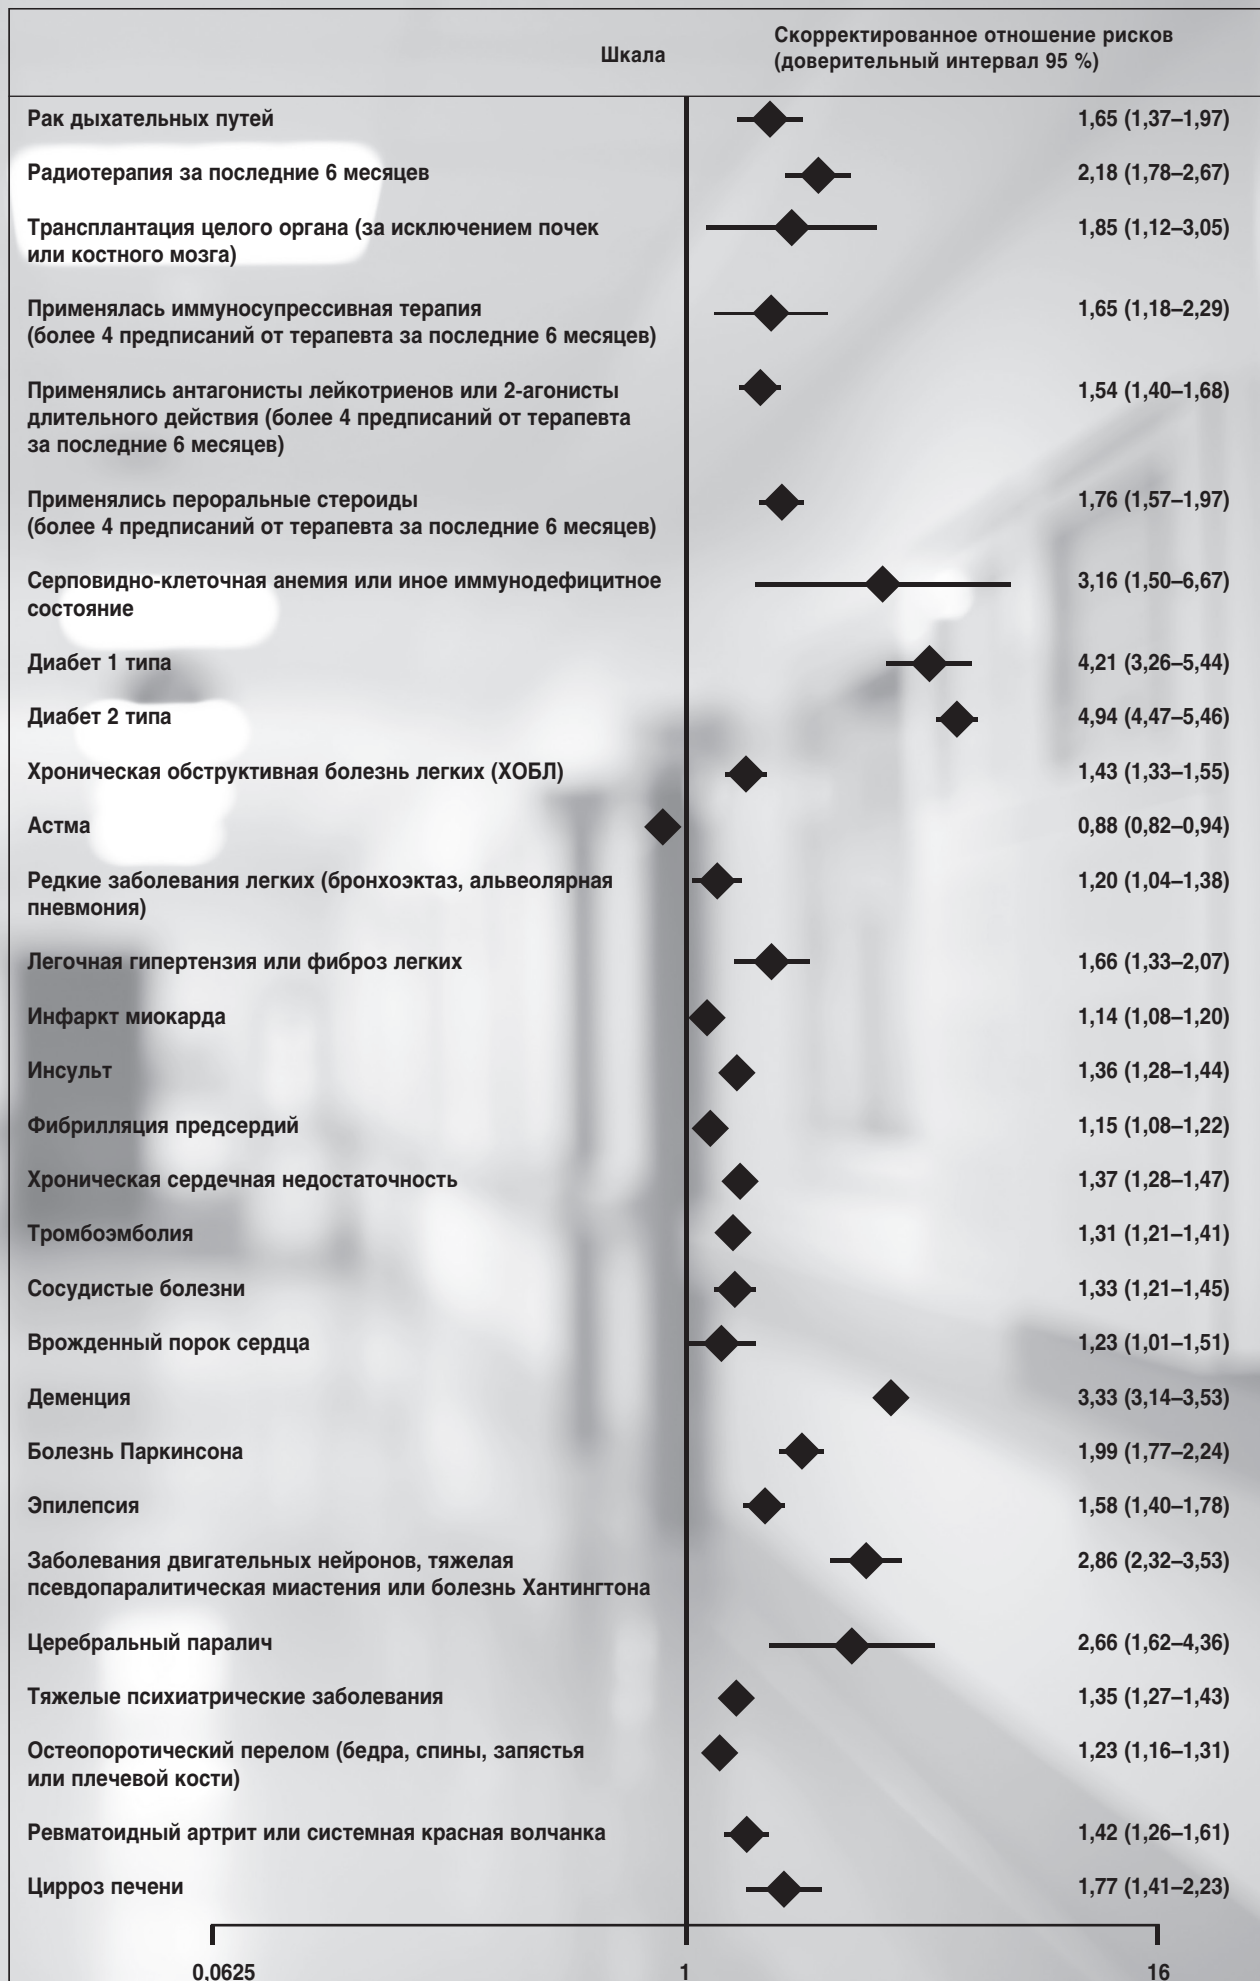 Шкала
Скорректированное отношение рисков
(доверительный интервал 95 %)
Рак дыхательных путей 1,65 (1,37–1,97)
Радиотерапия за последние 6 месяцев 2,18 (1,78–2,67)
Трансплантация целого органа (за исключением почек 1,85 (1,12–3,05)
или костного мозга)
Применялась иммуносупрессивная терапия 1,65 (1,18–2,29)
(более 4 предписаний от терапевта за последние 6 месяцев)
Применялись антагонисты лейкотриенов или 2-агонисты 1,54 (1,40–1,68)
длительного действия (более 4 предписаний от терапевта
за последние 6 месяцев)
Применялись пероральные стероиды 1,76 (1,57–1,97)
(более 4 предписаний от терапевта за последние 6 месяцев)
Серповидно-клеточная анемия или иное иммунодефицитное 3,16 (1,50–6,67)
состояние
Диабет 1 типа 4,21 (3,26–5,44)
Диабет 2 типа 4,94 (4,47–5,46)
Хроническая обструктивная болезнь легких (ХОБЛ) 1,43 (1,33–1,55)
Астма 0,88 (0,82–0,94)
Редкие заболевания легких (бронхоэктаз, альвеолярная 1,20 (1,04–1,38)
пневмония)
Легочная гипертензия или фиброз легких 1,66 (1,33–2,07)
Инфаркт миокарда 1,14 (1,08–1,20)
Инсульт 1,36 (1,28–1,44)
Фибрилляция предсердий 1,15 (1,08–1,22)
Хроническая сердечная недостаточность 1,37 (1,28–1,47)
Тромбоэмболия 1,31 (1,21–1,41)
Сосудистые болезни 1,33 (1,21–1,45)
Врожденный порок сердца 1,23 (1,01–1,51)
Деменция 3,33 (3,14–3,53)
Болезнь Паркинсона 1,99 (1,77–2,24)
Эпилепсия 1,58 (1,40–1,78)
Заболевания двигательных нейронов, тяжелая 2,86 (2,32–3,53)
псевдопаралитическая миастения или болезнь Хантингтона
Церебральный паралич 2,66 (1,62–4,36)
Тяжелые психиатрические заболевания 1,35 (1,27–1,43)
Остеопоротический перелом (бедра, спины, запястья 1,23 (1,16–1,31)
или плечевой кости)
Ревматоидный артрит или системная красная волчанка 1,42 (1,26–1,61)
Цирроз печени 1,77 (1,41–2,23)
0,0625 1 16